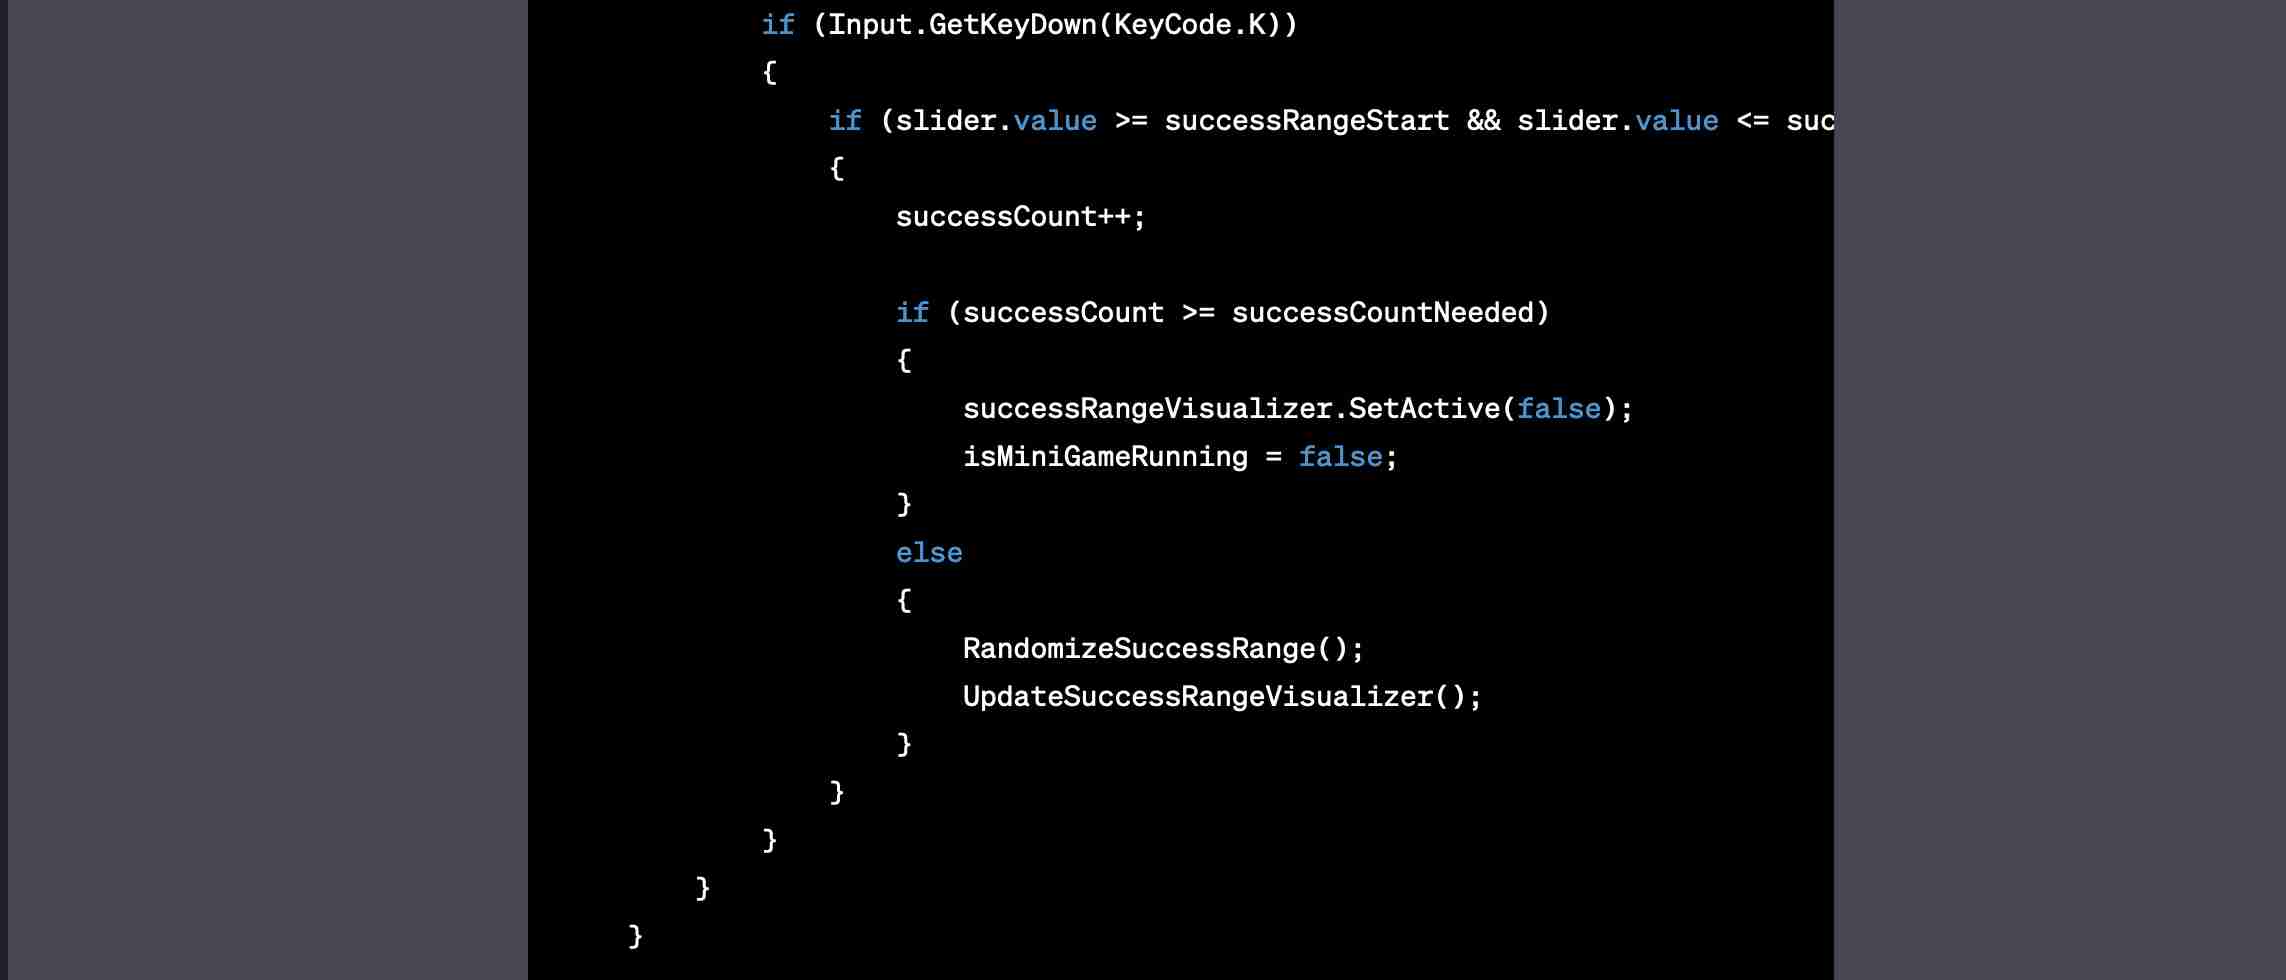 if (Input.GetKeyDown(KeyCode.K))
{
if (slider.value >= successRangeStart && slider.value <= suc
{
successCount++;
if (successCount >= successCountNeeded)
{
successRangeVisualizer.SetActive(false);
isMiniGameRunning = false;
}
else
{
RandomizeSuccessRange();
UpdateSuccessRangeVisualizer();
}
}
}
}
}